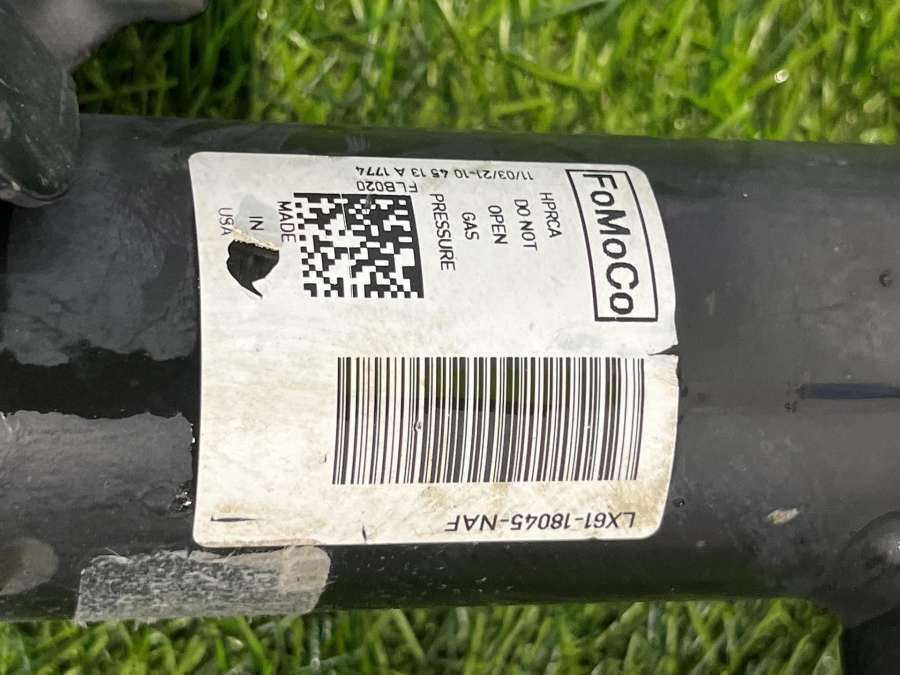 FoMoCo
HPRCA
DO NOT
OPEN
GAS
PRESSURE
11/03/21-10 45 13 A 1774
FLB020
MADE
IN
USA
LX61-18045-NAF